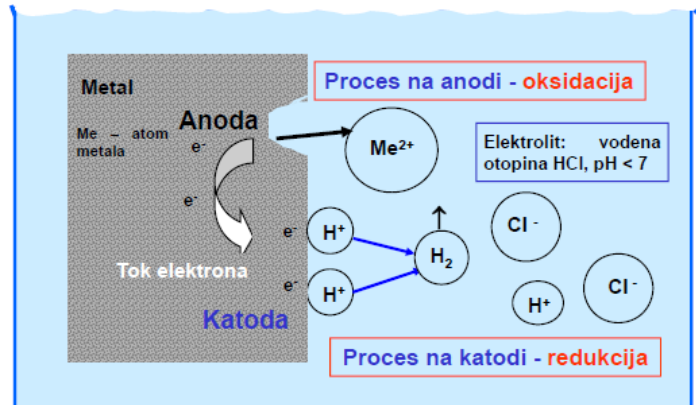 Proces na anodi - oksidacija
Metal
Anoda
Me – atom
metala
e-
Me²⁺
Elektrolit: vodena
otopina HCl, pH < 7
e-
e-
H⁺
H₂
Cl -
Tok elektrona
e-
H⁺
H⁺
Cl -
Katoda
Proces na katodi - redukcija